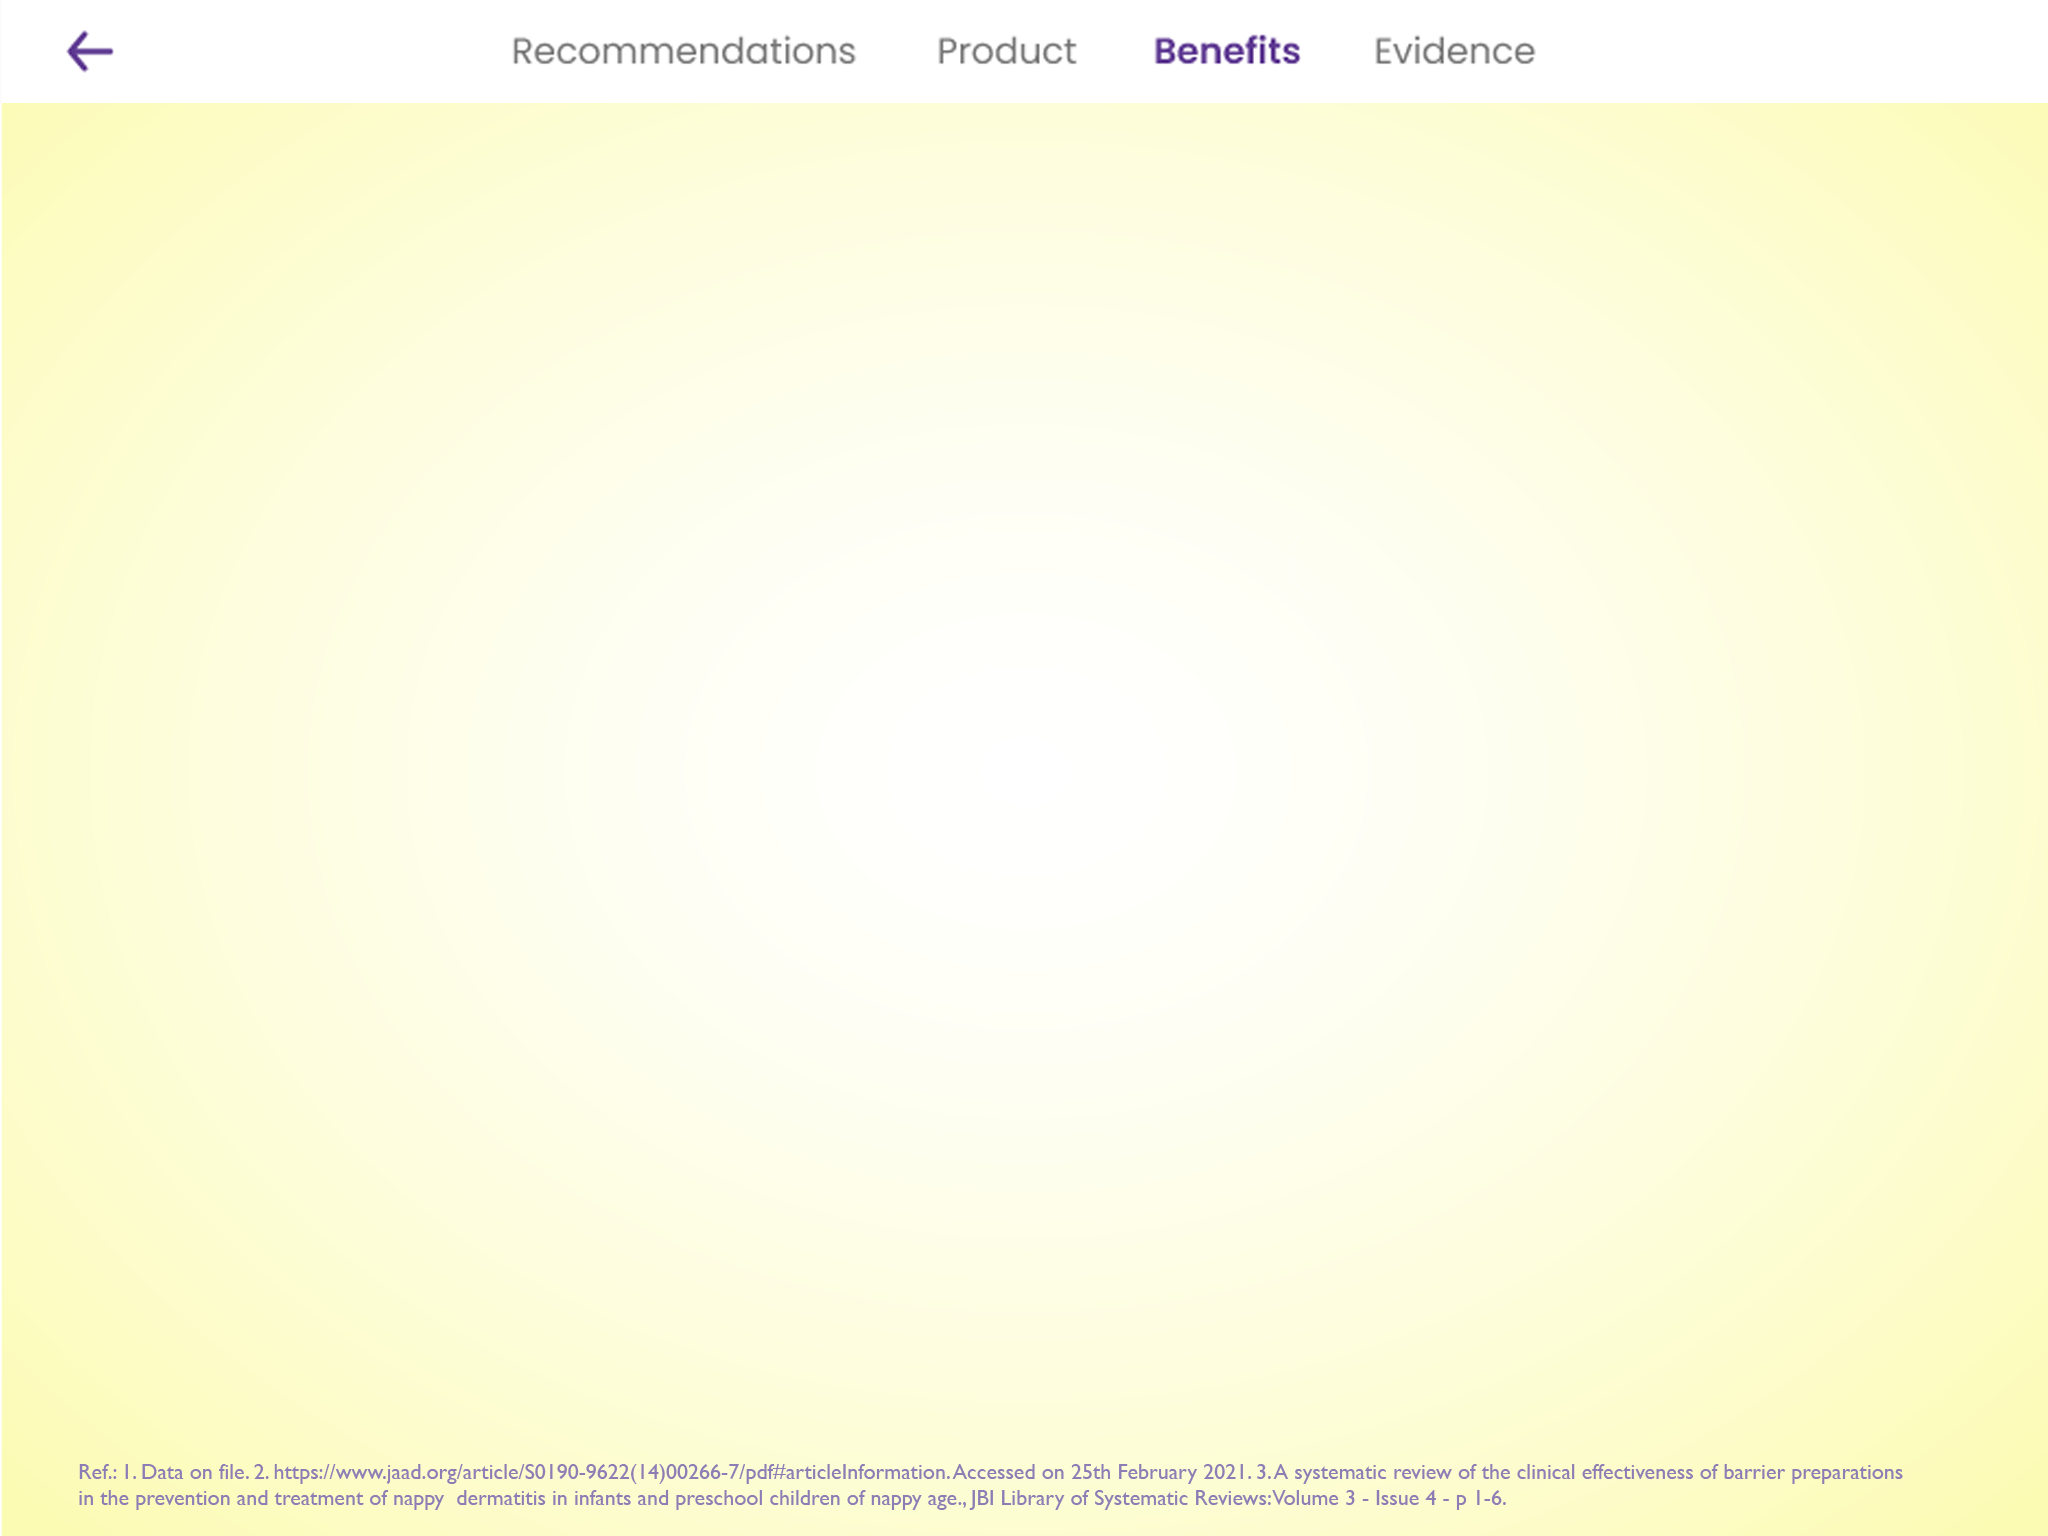 Recommendations Product Benefits Evidence
Ref.: 1. Data on file. 2. https://www.jaad.org/article/S0190-9622(14)00266-7/pdf#articleInformation. Accessed on 25th February 2021. 3. A systematic review of the clinical effectiveness of barrier preparations
in the prevention and treatment of nappy  dermatitis in infants and preschool children of nappy age., JBI Library of Systematic Reviews: Volume 3 - Issue 4 - p 1-6.